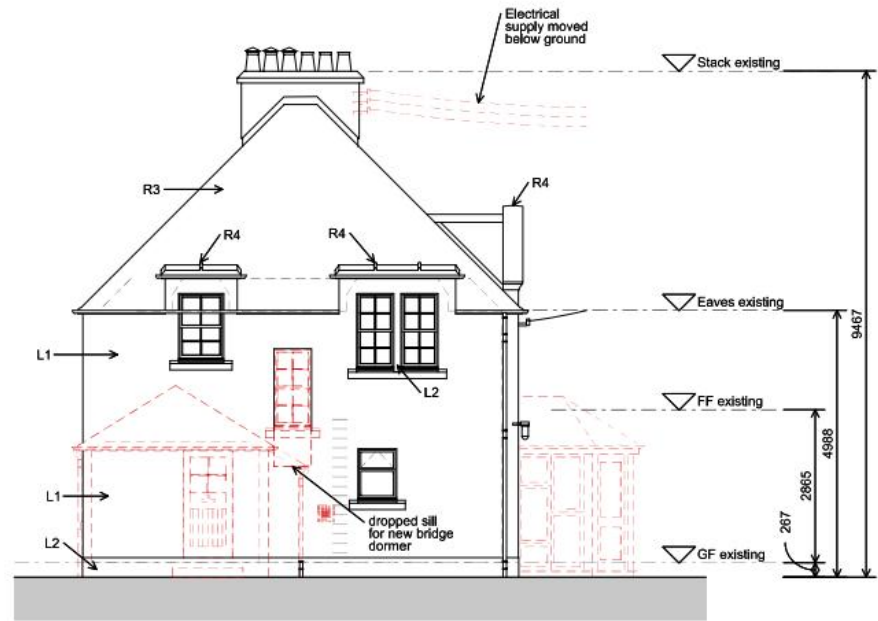 Electrical
supply moved
below ground
Stack existing
R3
R4
R4
R4
Eaves existing
9467
L1
L2
FF existing
4988
2865
L1
dropped sill
for new bridge
dormer
267
L2
GF existing